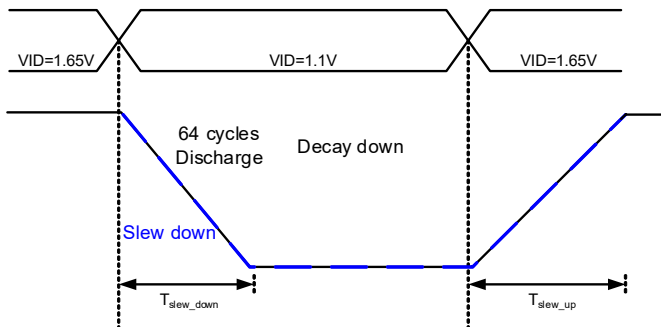 VID=1.65V
VID=1.1V
VID=1.65V
64 cycles
Discharge
Decay down
Slew down
Tslew_down
Tslew_up